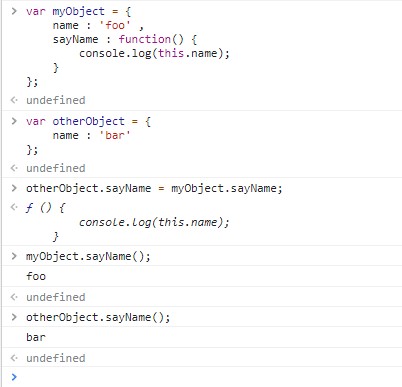 > var myObject = {
name : 'foo' ,
sayName : function() {
console.log(this.name);
}
};
<· undefined
> var otherObject = {
name : 'bar'
};
<· undefined
> otherObject.sayName = myObject.sayName;
<· ƒ () {
console.log(this.name);
}
> myObject.sayName();
foo
<· undefined
> otherObject.sayName();
bar
<· undefined
>